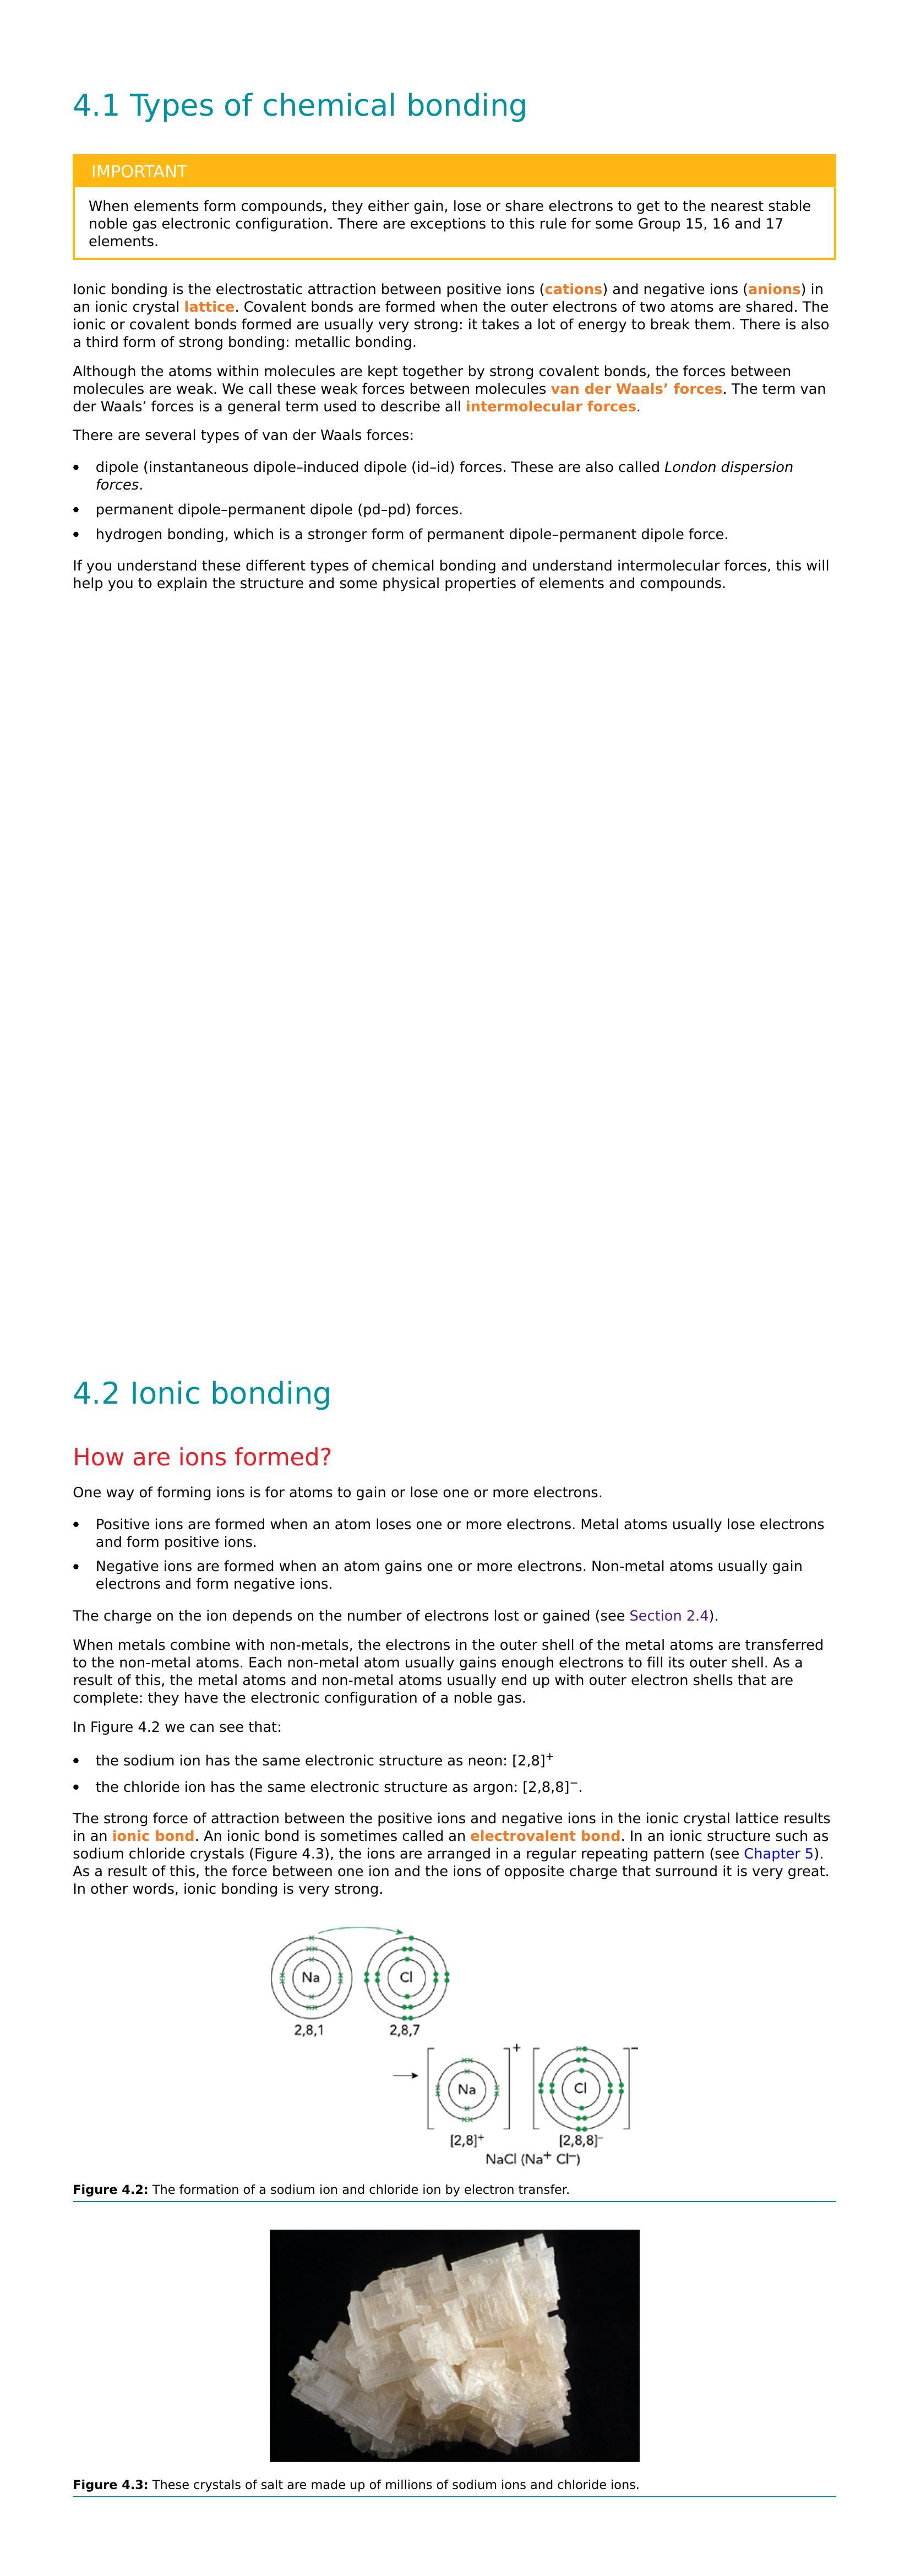 4.1 Types of chemical bonding
IMPORTANT
When elements form compounds, they either gain, lose or share electrons to get to the nearest stable
noble gas electronic configuration. There are exceptions to this rule for some Group 15, 16 and 17
elements.
Ionic bonding is the electrostatic attraction between positive ions (cations) and negative ions (anions) in
an ionic crystal lattice. Covalent bonds are formed when the outer electrons of two atoms are shared. The
ionic or covalent bonds formed are usually very strong: it takes a lot of energy to break them. There is also
a third form of strong bonding: metallic bonding.
Although the atoms within molecules are kept together by strong covalent bonds, the forces between
molecules are weak. We call these weak forces between molecules van der Waals’ forces. The term van
der Waals’ forces is a general term used to describe all intermolecular forces.
There are several types of van der Waals forces:
• dipole (instantaneous dipole–induced dipole (id–id) forces. These are also called London dispersion
forces.
• permanent dipole–permanent dipole (pd–pd) forces.
• hydrogen bonding, which is a stronger form of permanent dipole–permanent dipole force.
If you understand these different types of chemical bonding and understand intermolecular forces, this will
help you to explain the structure and some physical properties of elements and compounds.
4.2 Ionic bonding
How are ions formed?
One way of forming ions is for atoms to gain or lose one or more electrons.
• Positive ions are formed when an atom loses one or more electrons. Metal atoms usually lose electrons
and form positive ions.
• Negative ions are formed when an atom gains one or more electrons. Non-metal atoms usually gain
electrons and form negative ions.
The charge on the ion depends on the number of electrons lost or gained (see Section 2.4).
When metals combine with non-metals, the electrons in the outer shell of the metal atoms are transferred
to the non-metal atoms. Each non-metal atom usually gains enough electrons to fill its outer shell. As a
result of this, the metal atoms and non-metal atoms usually end up with outer electron shells that are
complete: they have the electronic configuration of a noble gas.
In Figure 4.2 we can see that:
• the sodium ion has the same electronic structure as neon: [2,8]⁺
• the chloride ion has the same electronic structure as argon: [2,8,8]⁻.
The strong force of attraction between the positive ions and negative ions in the ionic crystal lattice results
in an ionic bond. An ionic bond is sometimes called an electrovalent bond. In an ionic structure such as
sodium chloride crystals (Figure 4.3), the ions are arranged in a regular repeating pattern (see Chapter 5).
As a result of this, the force between one ion and the ions of opposite charge that surround it is very great.
In other words, ionic bonding is very strong.
Na Cl
2,8,1 2,8,7
+ −
Na Cl
[2,8]⁺ [2,8,8]⁻
NaCl (Na⁺ Cl⁻)
Figure 4.2: The formation of a sodium ion and chloride ion by electron transfer.
Figure 4.3: These crystals of salt are made up of millions of sodium ions and chloride ions.